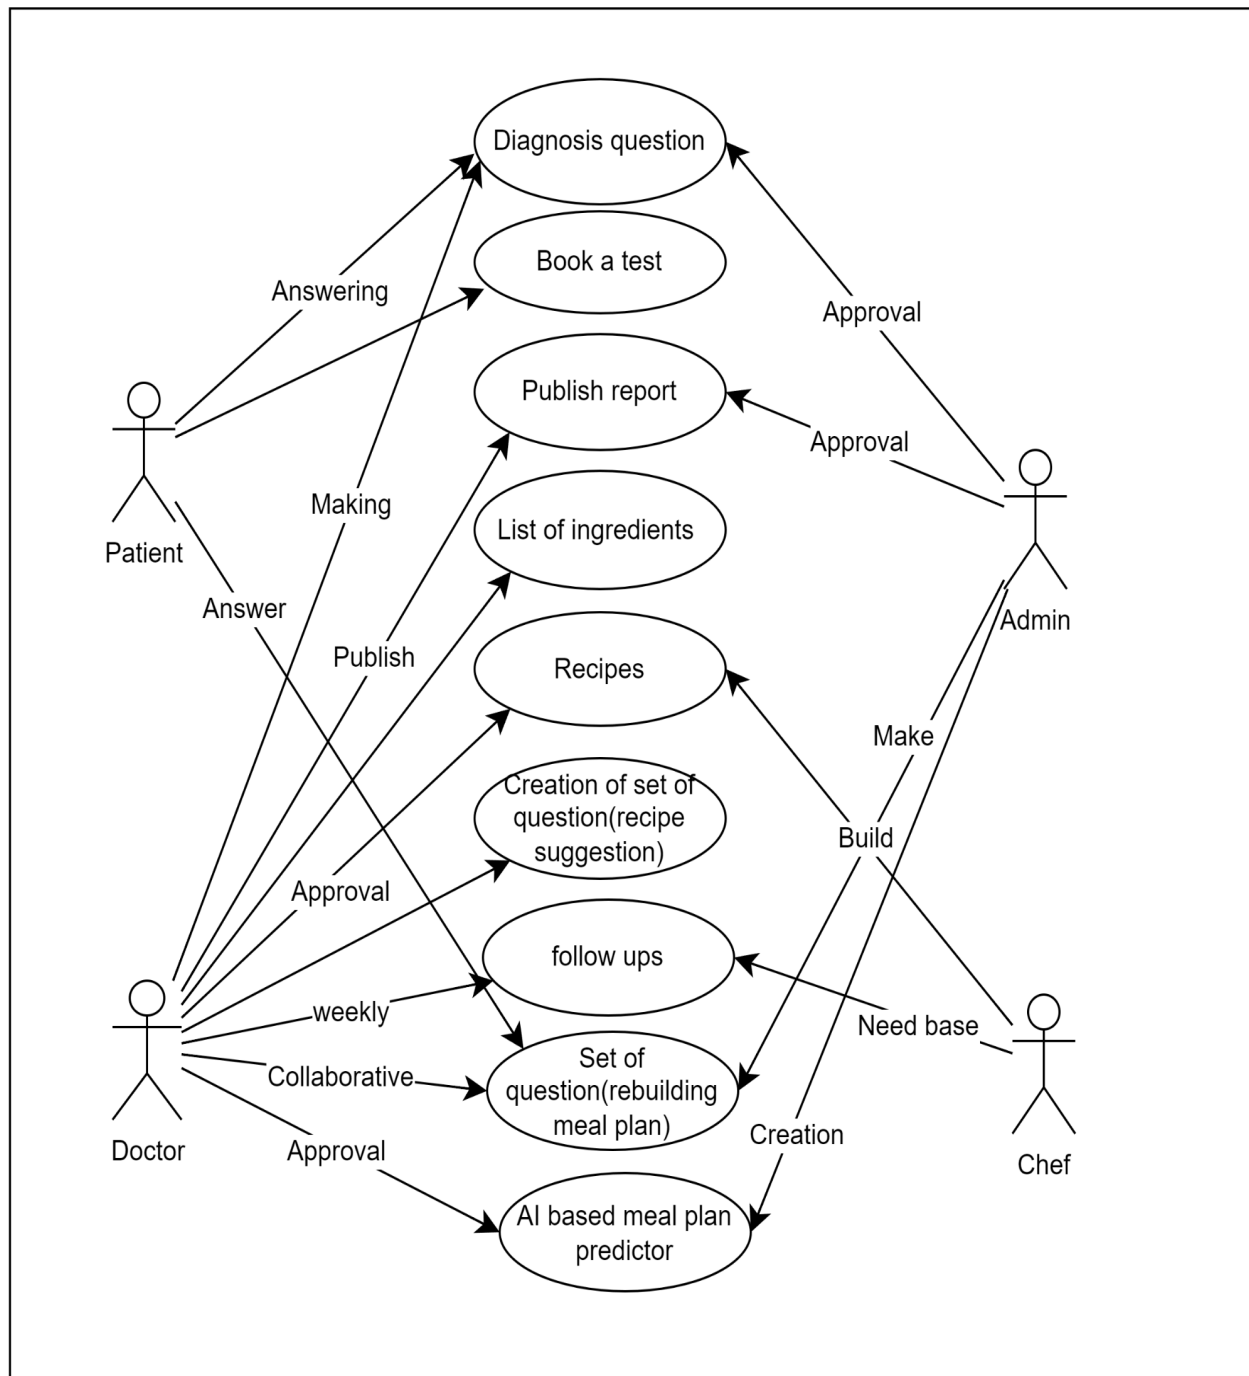 Diagnosis question
Book a test
Answering
Approval
Publish report
Approval
Making
List of ingredients
Patient
Answer
Admin
Publish
Recipes
Make
Creation of set of
question(recipe
suggestion)
Build
Approval
follow ups
weekly
Need base
Set of
question(rebuilding
meal plan)
Collaborative
Creation
Doctor
Approval
Chef
AI based meal plan
predictor